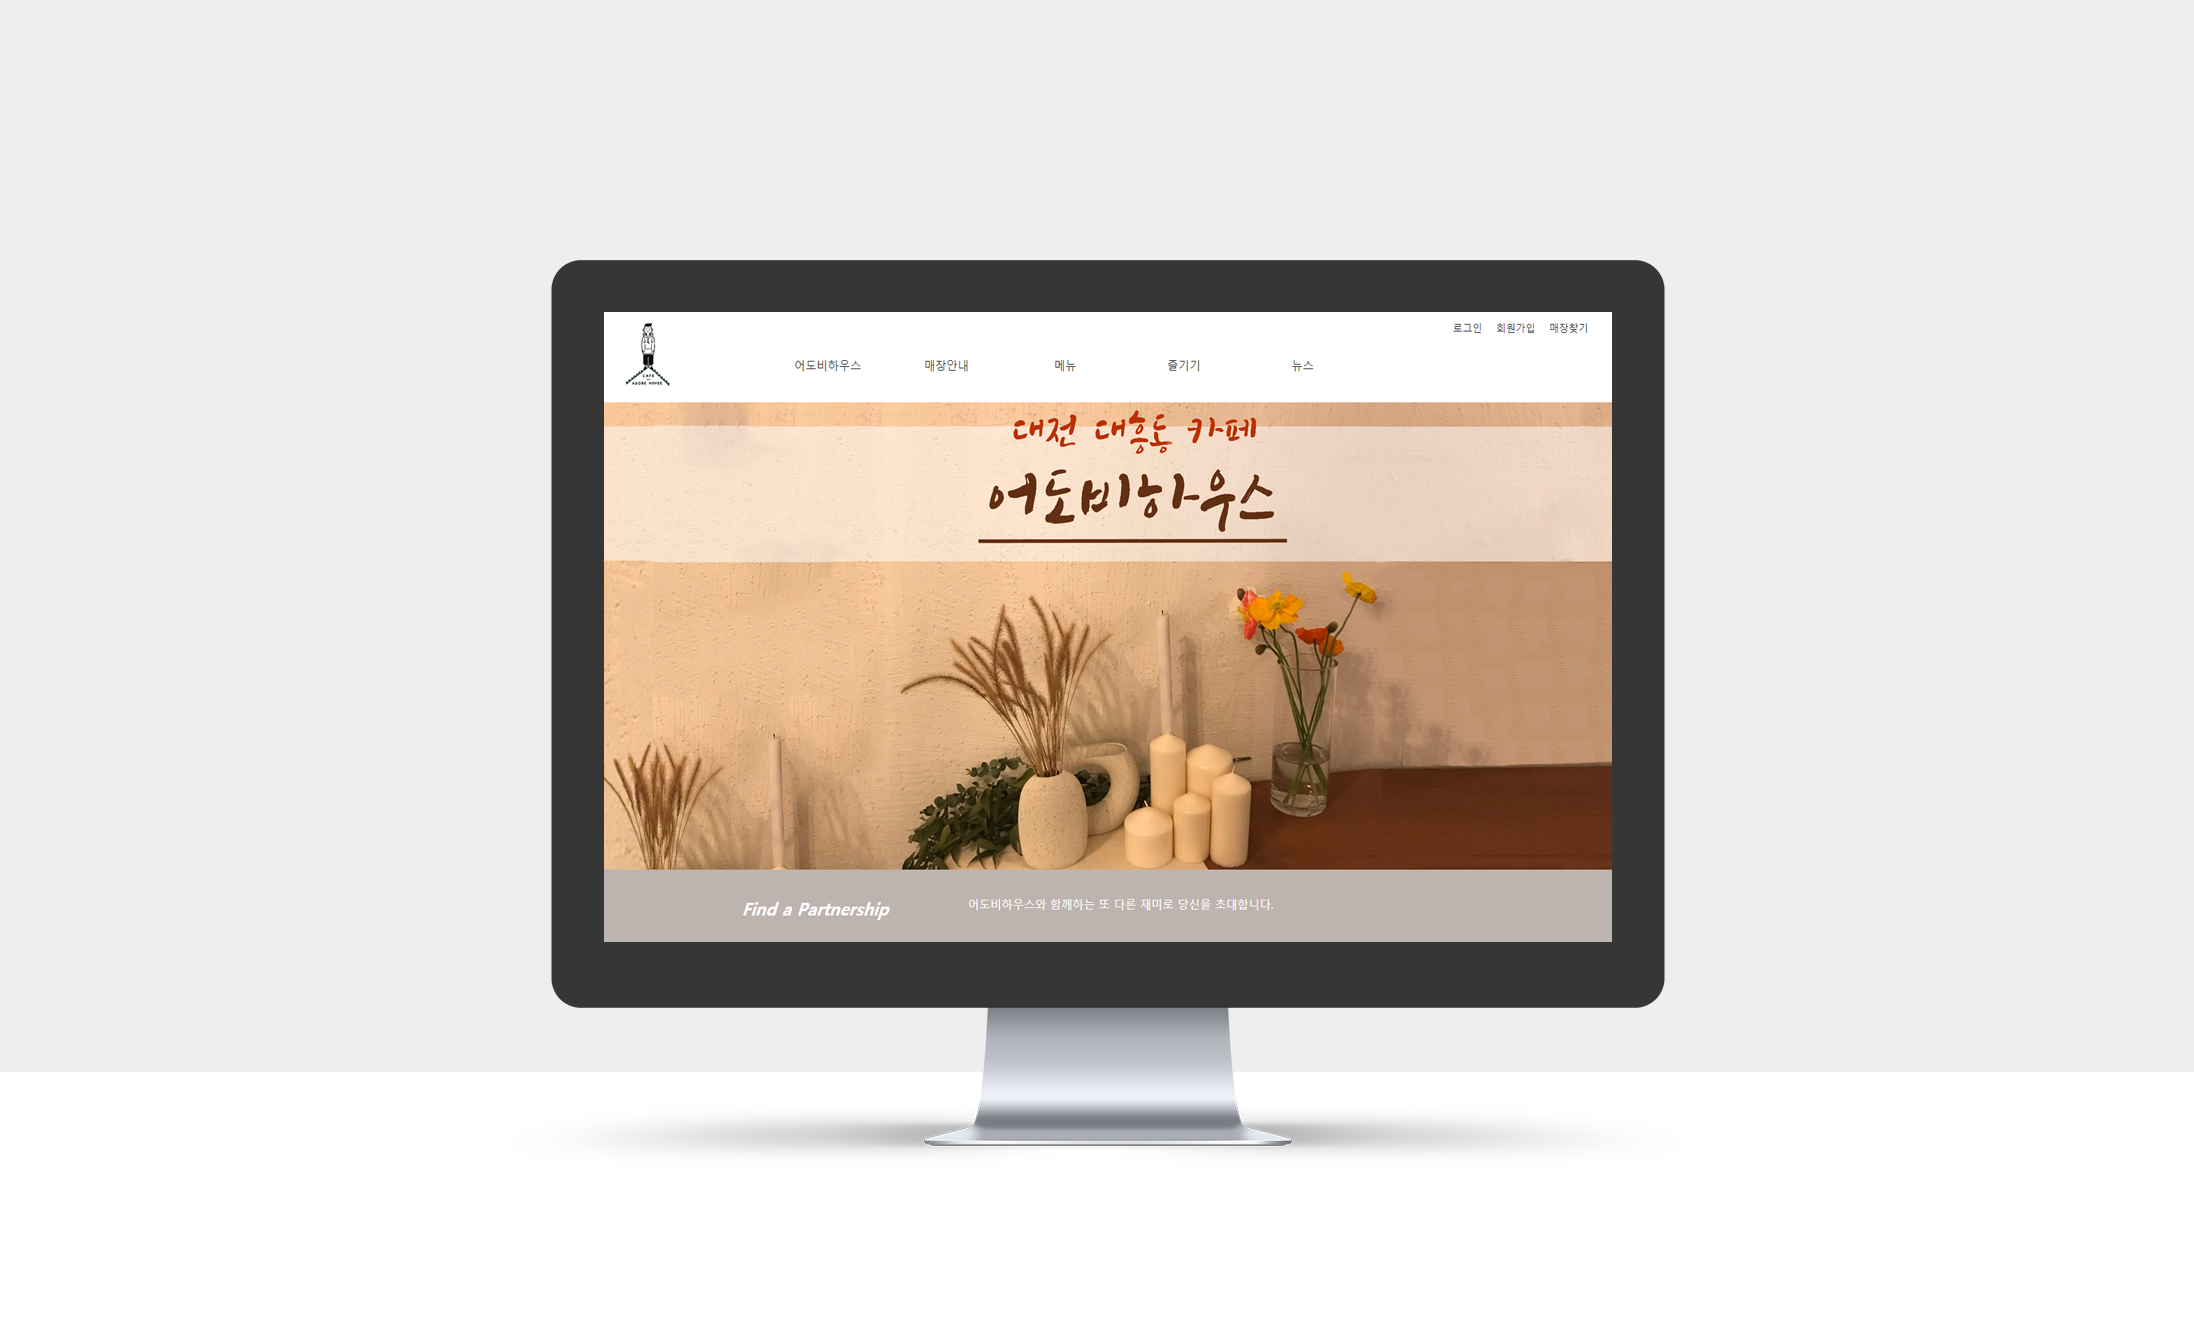 로그인 회원가입 매장찾기
CAFE
ADOBE HOUSE
어도비하우스 매장안내 메뉴 즐기기 뉴스
대전 대흥동 카페
어도비하우스
Find a Partnership
어도비하우스와 함께하는 또 다른 재미로 당신을 초대합니다.